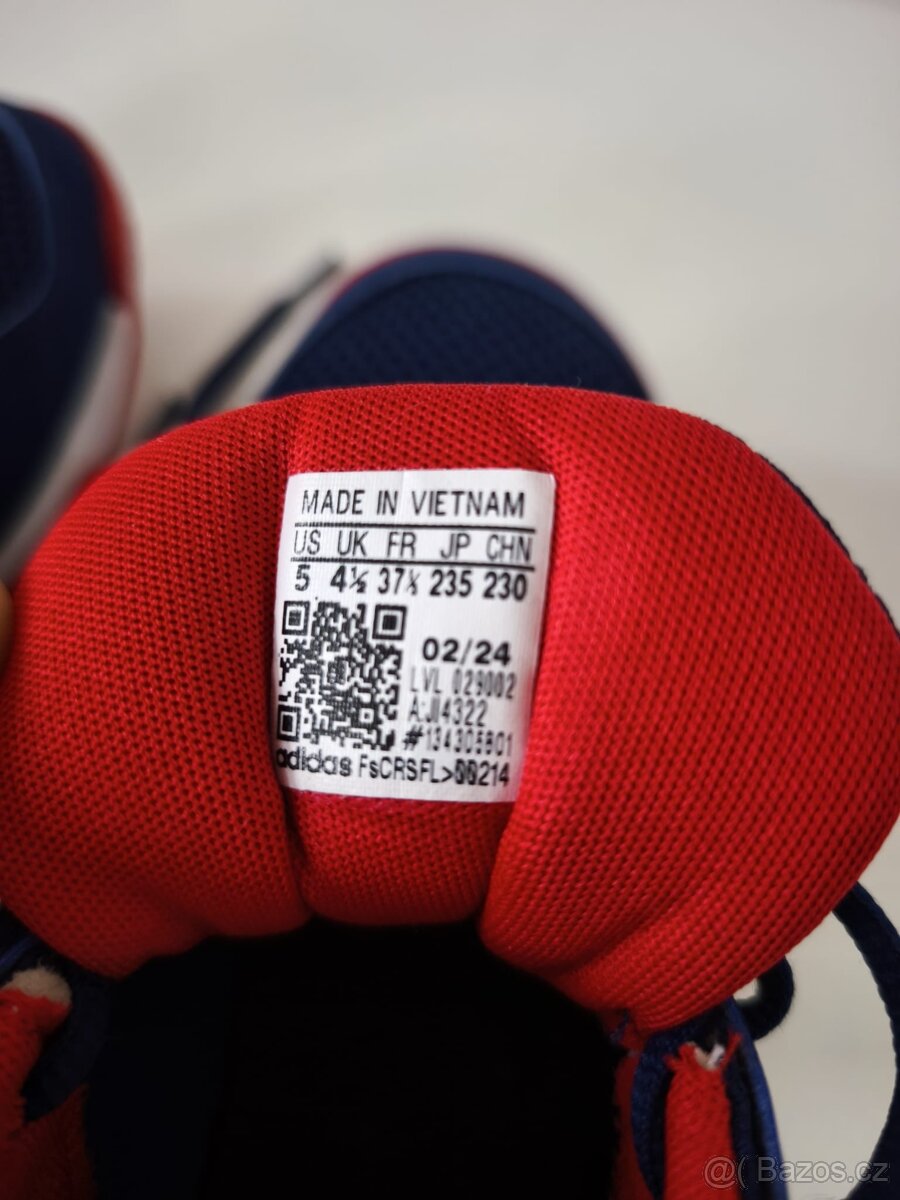 MADE IN VIETNAM
US UK FR JP CHN
5 4½ 37⅓ 235 230
02/24
LVL 029002
A:JI4322
#134305801
adidas FsCRSFL>00214
@( Bazos.cz